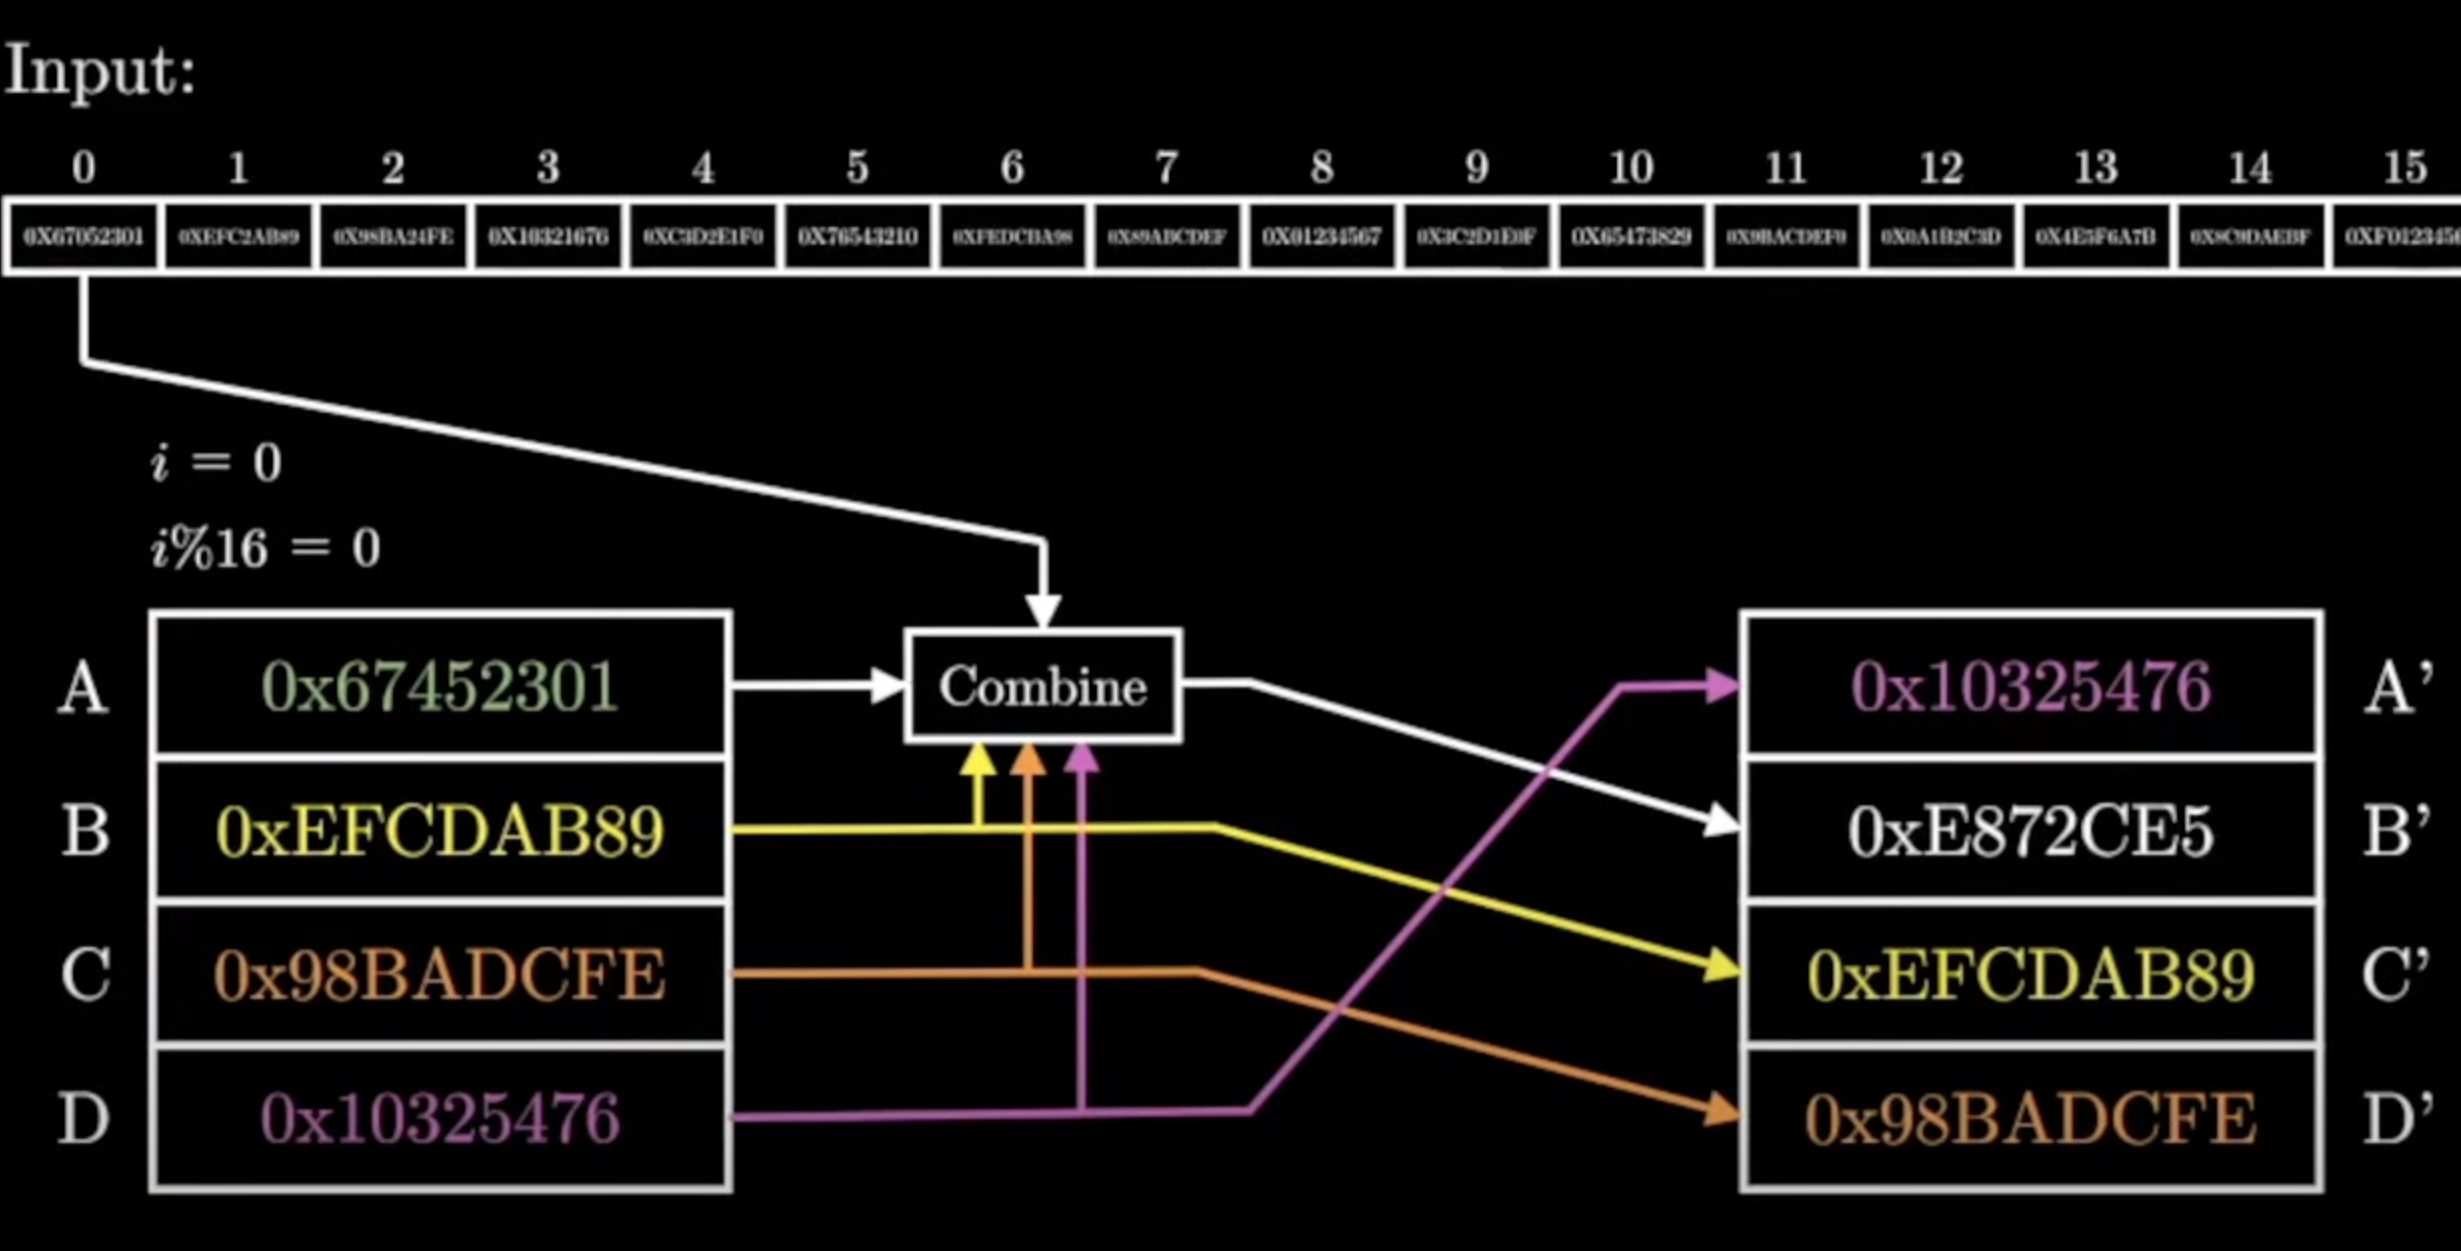 Input:
0 1 2 3 4 5 6 7 8 9 10 11 12 13 14 15
0X67052301 0XEFC2AB89 0X98BA24FE 0X10321676 0XC3D2E1F0 0X76543210 0XFEDCBA98 0X89ABCDEF 0X01234567 0X3C2D1E0F 0X65473829 0X9BACDEF0 0X0A1B2C3D 0X4E5F6A7B 0X8C9DAEBF
i = 0
i%16 = 0
A 0x67452301 Combine 0x10325476 A’
B 0xEFCDAB89 0xE872CE5 B’
C 0x98BADCFE 0xEFCDAB89 C’
D 0x10325476 0x98BADCFE D’